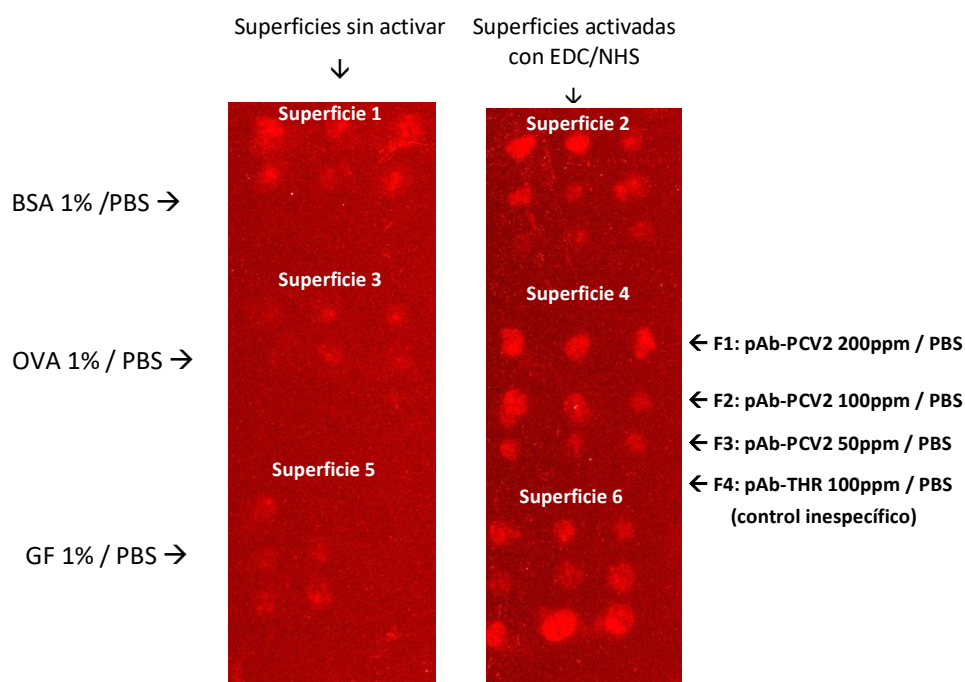 Superficies sin activar
Superficies activadas
con EDC/NHS
Superficie 1
Superficie 2
BSA 1% /PBS →
Superficie 3
Superficie 4
← F1: pAb-PCV2 200ppm / PBS
OVA 1% / PBS →
← F2: pAb-PCV2 100ppm / PBS
← F3: pAb-PCV2 50ppm / PBS
Superficie 5
← F4: pAb-THR 100ppm / PBS
Superficie 6
(control inespecífico)
GF 1% / PBS →